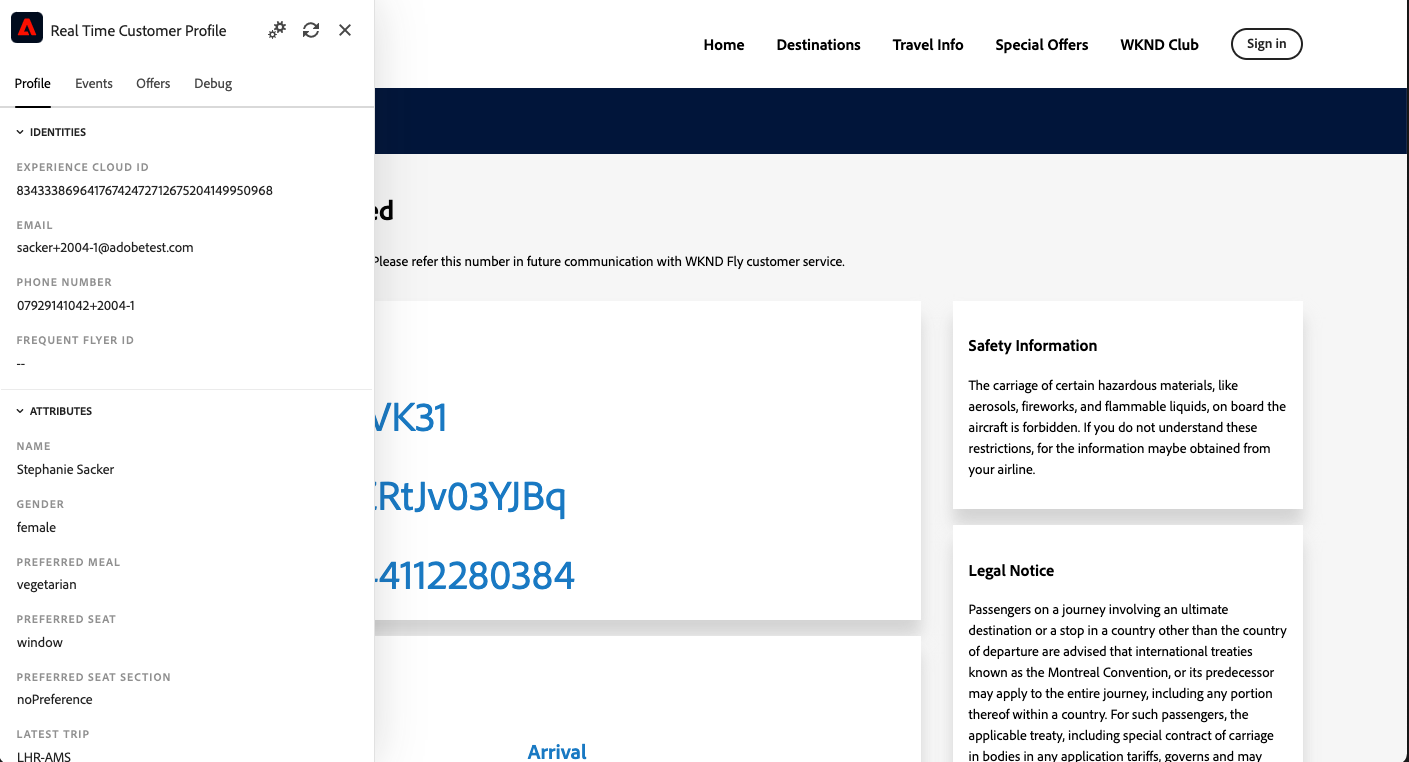 Real Time Customer Profile
Profile Events Offers Debug
IDENTITIES
EXPERIENCE CLOUD ID
83433386964176742472712675204149950968
EMAIL
sacker+2004-1@adobetest.com
PHONE NUMBER
07929141042+2004-1
FREQUENT FLYER ID
--
ATTRIBUTES
NAME
Stephanie Sacker
GENDER
female
PREFERRED MEAL
vegetarian
PREFERRED SEAT
window
PREFERRED SEAT SECTION
noPreference
LATEST TRIP
LHR-AMS
Home Destinations Travel Info Special Offers WKND Club Sign in
ed
Please refer this number in future communication with WKND Fly customer service.
VK31
RtJv03YJBq
4112280384
Arrival
Safety Information
The carriage of certain hazardous materials, like
aerosols, fireworks, and flammable liquids, on board the
aircraft is forbidden. If you do not understand these
restrictions, for the information maybe obtained from
your airline.
Legal Notice
Passengers on a journey involving an ultimate
destination or a stop in a country other than the country
of departure are advised that international treaties
known as the Montreal Convention, or its predecessor
may apply to the entire journey, including any portion
thereof within a country. For such passengers, the
applicable treaty, including special contract of carriage
in bodies in any application tariffs, governs and may